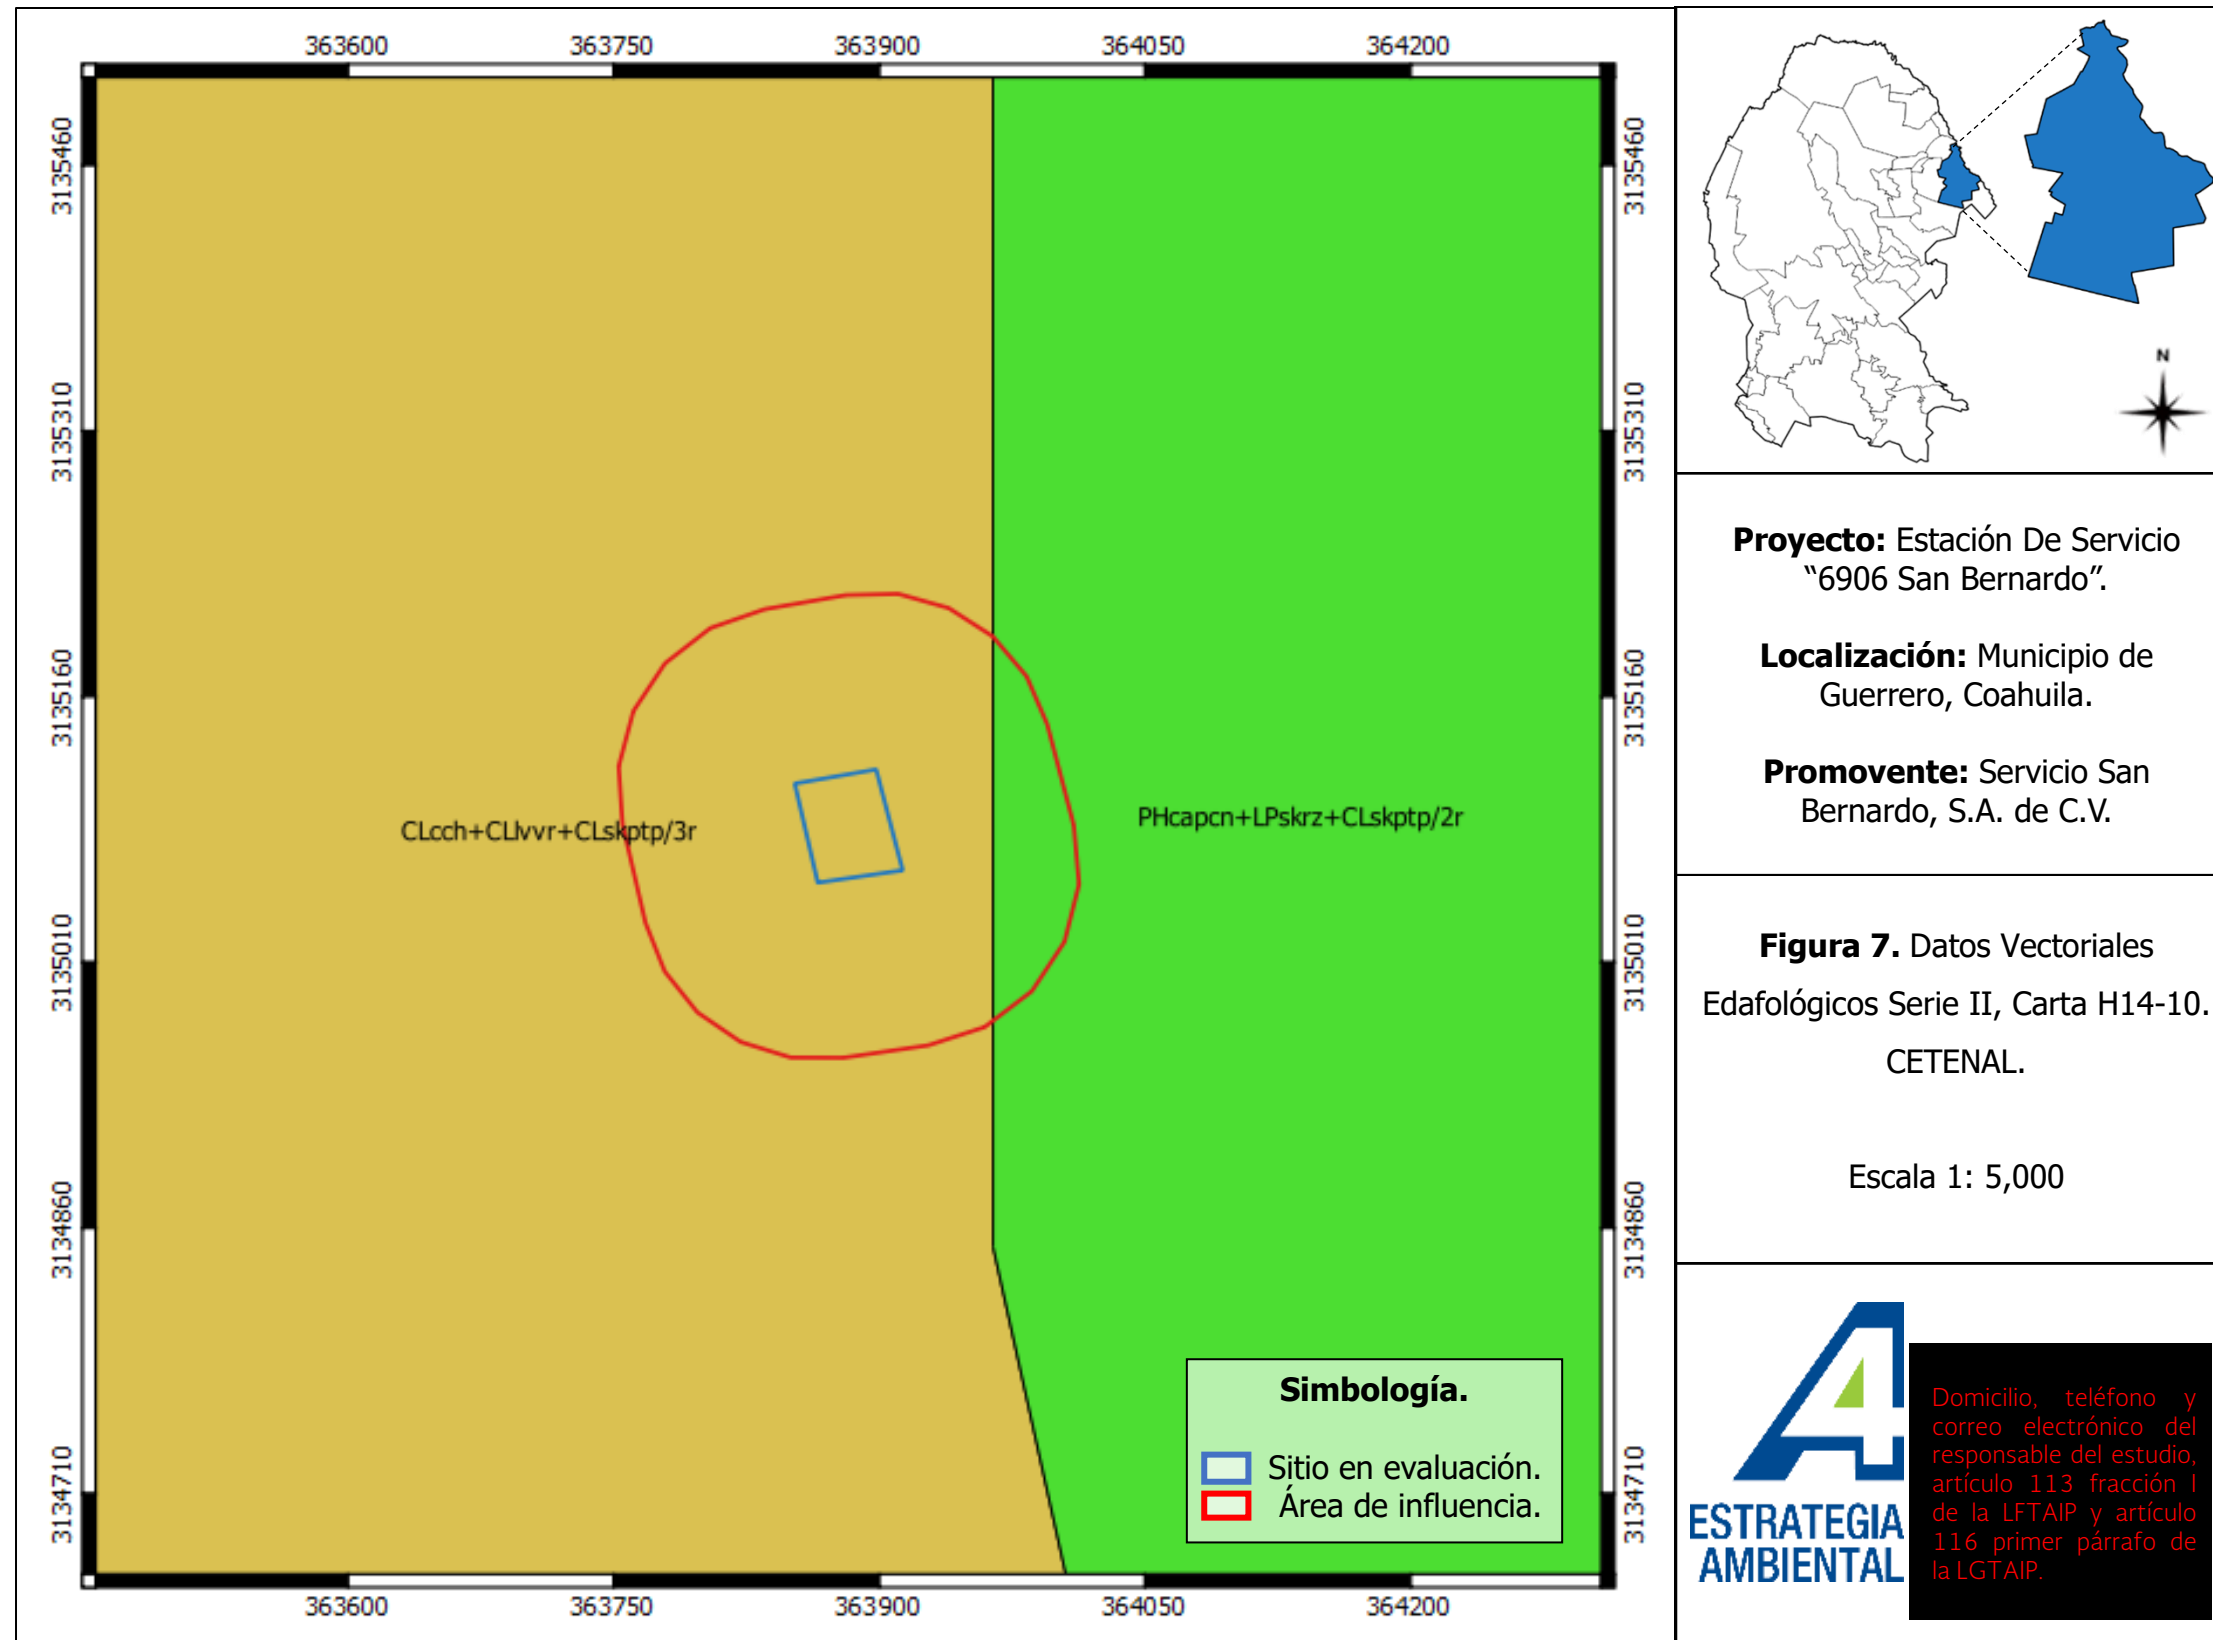 363600 363750 363900 364050 364200
3135460
3135310
3135160
3135010
3134860
3134710
CLcch+CLlvvr+CLskptp/3r
PHcapcn+LPskrz+CLskptp/2r
3135460
3135310
3135160
3135010
3134860
3134710
Simbología.
Sitio en evaluación.
Área de influencia.
363600 363750 363900 364050 364200
N
Proyecto: Estación De Servicio
“6906 San Bernardo”.
Localización: Municipio de
Guerrero, Coahuila.
Promovente: Servicio San
Bernardo, S.A. de C.V.
Figura 7. Datos Vectoriales
Edafológicos Serie II, Carta H14-10.
CETENAL.
Escala 1: 5,000
ESTRATEGIA
AMBIENTAL
Domicilio, teléfono y
correo electrónico del
responsable del estudio,
artículo 113 fracción I
de la LFTAIP y artículo
116 primer párrafo de
la LGTAIP.